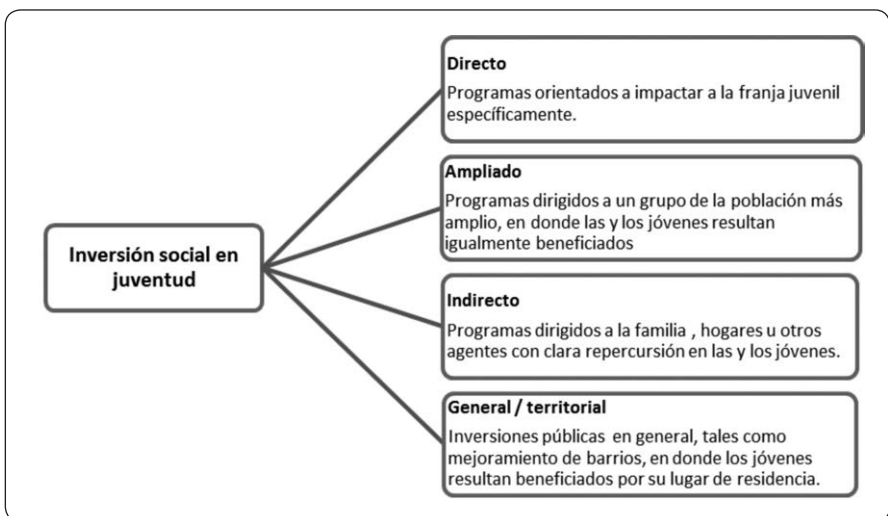 Directo
Programas orientados a impactar a la franja juvenil
específicamente.
Ampliado
Programas dirigidos a un grupo de la población más
amplio, en donde las y los jóvenes resultan
igualmente beneficiados
Inversión social en
juventud
Indirecto
Programas dirigidos a la familia , hogares u otros
agentes con clara repercursión en las y los jóvenes.
General / territorial
Inversiones públicas en general, tales como
mejoramiento de barrios, en donde los jóvenes
resultan beneficiados por su lugar de residencia.